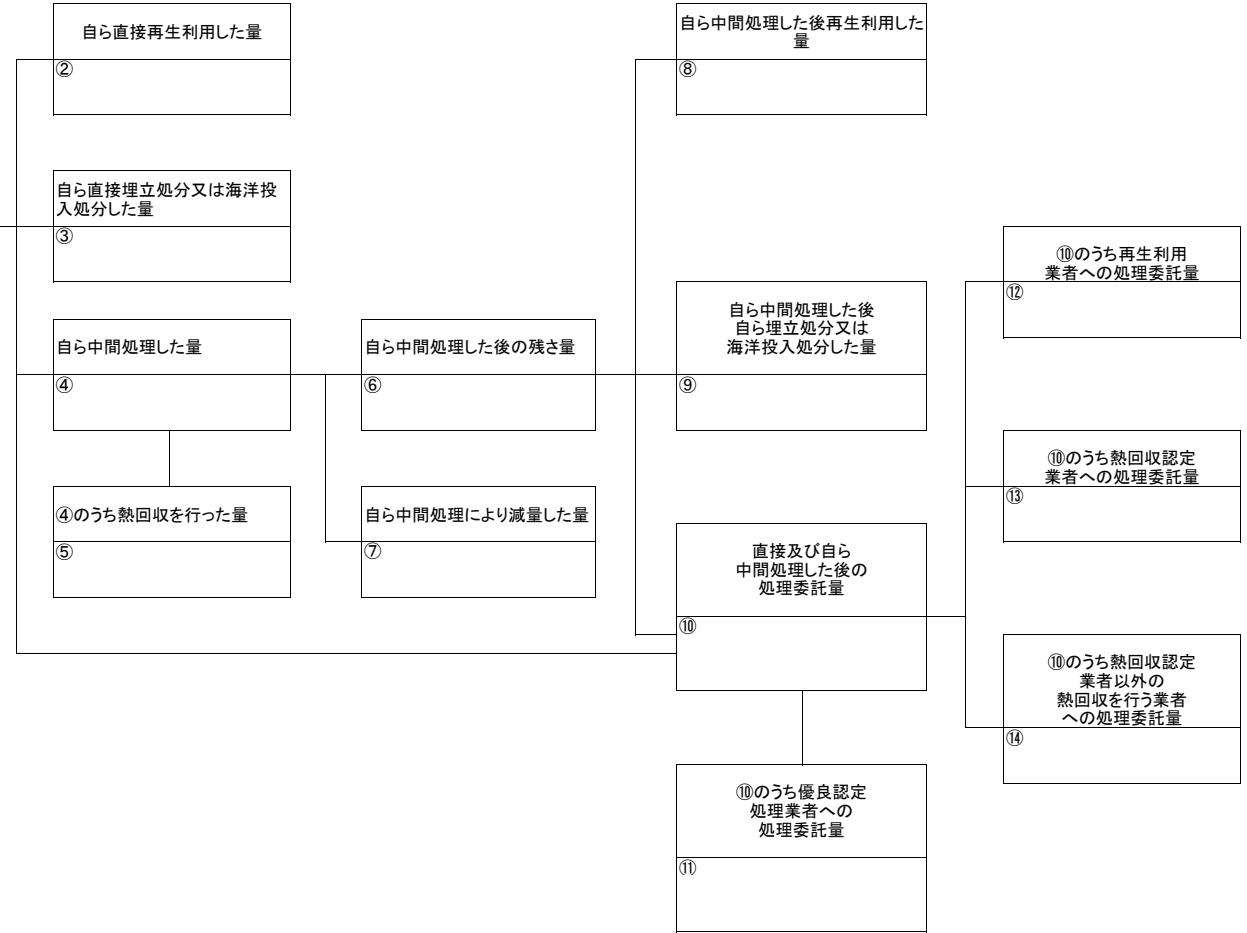 自ら直接再生利用した量
②
自ら直接埋立処分又は海洋投
入処分した量
③
自ら中間処理した量
④
④のうち熱回収を行った量
⑤
自ら中間処理した後の残さ量
⑥
自ら中間処理により減量した量
⑦
自ら中間処理した後再生利用した
量
⑧
自ら中間処理した後
自ら埋立処分又は
海洋投入処分した量
⑨
直接及び自ら
中間処理した後の
処理委託量
⑩
⑩のうち優良認定
処理業者への
処理委託量
⑪
⑩のうち再生利用
業者への処理委託量
⑫
⑩のうち熱回収認定
業者への処理委託量
⑬
⑩のうち熱回収認定
業者以外の
熱回収を行う業者
への処理委託量
⑭